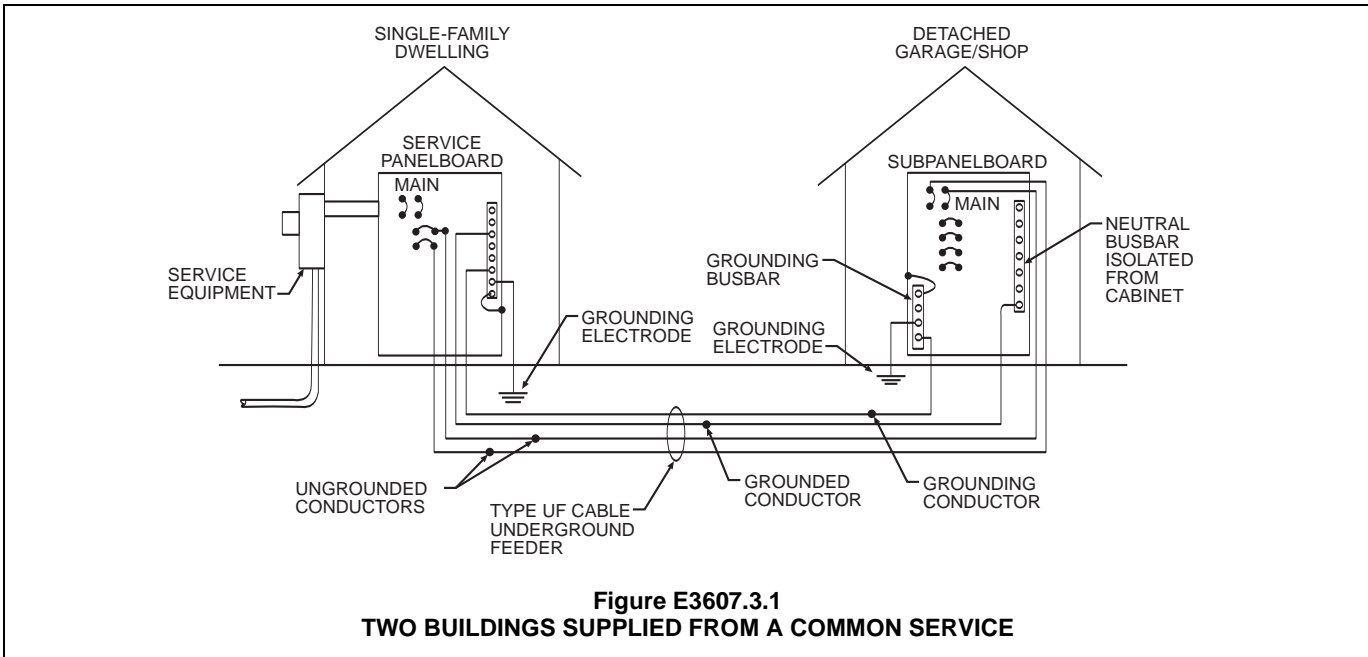 SINGLE-FAMILY
DWELLING
DETACHED
GARAGE/SHOP
SERVICE
PANELBOARD
MAIN
SUBPANELBOARD
MAIN
SERVICE
EQUIPMENT
GROUNDING
ELECTRODE
GROUNDING
BUSBAR
GROUNDING
ELECTRODE
NEUTRAL
BUSBAR
ISOLATED
FROM
CABINET
UNGROUNDED
CONDUCTORS
TYPE UF CABLE
UNDERGROUND
FEEDER
GROUNDED
CONDUCTOR
GROUNDING
CONDUCTOR
Figure E3607.3.1
TWO BUILDINGS SUPPLIED FROM A COMMON SERVICE